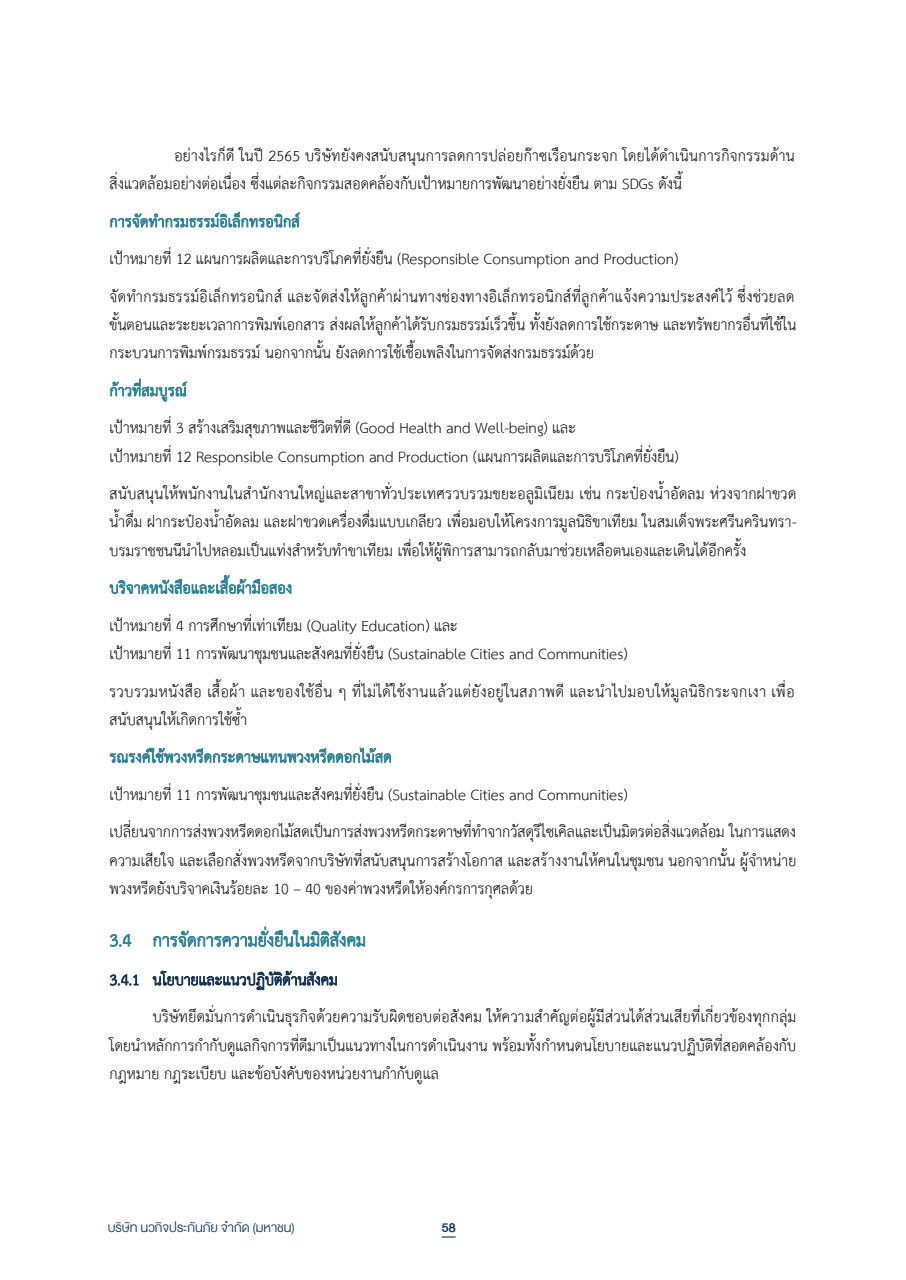 อย่างไรก็ดี ในปี 2565 บริษัทยังคงสนับสนุนการลดการปล่อยก๊าซเรือนกระจก โดยได้ดำเนินการกิจกรรมด้าน
สิ่งแวดล้อมอย่างต่อเนื่อง ซึ่งแต่ละกิจกรรมสอดคล้องกับเป้าหมายการพัฒนาอย่างยั่งยืน ตาม SDGs ดังนี้
การจัดทำกรมธรรม์อิเล็กทรอนิกส์
เป้าหมายที่ 12 แผนการผลิตและการบริโภคที่ยั่งยืน (Responsible Consumption and Production)
จัดทำกรมธรรม์อิเล็กทรอนิกส์ และจัดส่งให้ลูกค้าผ่านทางช่องทางอิเล็กทรอนิกส์ที่ลูกค้าแจ้งความประสงค์ไว้ ซึ่งช่วยลด
ขั้นตอนและระยะเวลาการพิมพ์เอกสาร ส่งผลให้ลูกค้าได้รับกรมธรรม์เร็วขึ้น ทั้งยังลดการใช้กระดาษ และทรัพยากรอื่นที่ใช้ใน
กระบวนการพิมพ์กรมธรรม์ นอกจากนั้น ยังลดการใช้เชื้อเพลิงในการจัดส่งกรมธรรม์ด้วย
ก้าวที่สมบูรณ์
เป้าหมายที่ 3 สร้างเสริมสุขภาพและชีวิตที่ดี (Good Health and Well-being) และ
เป้าหมายที่ 12 Responsible Consumption and Production (แผนการผลิตและการบริโภคที่ยั่งยืน)
สนับสนุนให้พนักงานในสำนักงานใหญ่และสาขาทั่วประเทศรวบรวมขยะอลูมิเนียม เช่น กระป๋องน้ำอัดลม ห่วงจากฝาขวด
น้ำดื่ม ฝากระป๋องน้ำอัดลม และฝาขวดเครื่องดื่มแบบเกลียว เพื่อมอบให้โครงการมูลนิธิขาเทียม ในสมเด็จพระศรีนครินทรา-
บรมราชชนนีนำไปหลอมเป็นแท่งสำหรับทำขาเทียม เพื่อให้ผู้พิการสามารถกลับมาช่วยเหลือตนเองและเดินได้อีกครั้ง
บริจาคหนังสือและเสื้อผ้ามือสอง
เป้าหมายที่ 4 การศึกษาที่เท่าเทียม (Quality Education) และ
เป้าหมายที่ 11 การพัฒนาชุมชนและสังคมที่ยั่งยืน (Sustainable Cities and Communities)
รวบรวมหนังสือ เสื้อผ้า และของใช้อื่น ๆ ที่ไม่ได้ใช้งานแล้วแต่ยังอยู่ในสภาพดี และนำไปมอบให้มูลนิธิกระจกเงา เพื่อ
สนับสนุนให้เกิดการใช้ซ้ำ
รณรงค์ใช้พวงหรีดกระดาษแทนพวงหรีดดอกไม้สด
เป้าหมายที่ 11 การพัฒนาชุมชนและสังคมที่ยั่งยืน (Sustainable Cities and Communities)
เปลี่ยนจากการส่งพวงหรีดดอกไม้สดเป็นการส่งพวงหรีดกระดาษที่ทำจากวัสดุรีไซเคิลและเป็นมิตรต่อสิ่งแวดล้อม ในการแสดง
ความเสียใจ และเลือกสั่งพวงหรีดจากบริษัทที่สนับสนุนการสร้างโอกาส และสร้างงานให้คนในชุมชน นอกจากนั้น ผู้จำหน่าย
พวงหรีดยังบริจาคเงินร้อยละ 10 – 40 ของค่าพวงหรีดให้องค์กรการกุศลด้วย
3.4 การจัดการความยั่งยืนในมิติสังคม
3.4.1 นโยบายและแนวปฏิบัติด้านสังคม
บริษัทยึดมั่นการดำเนินธุรกิจด้วยความรับผิดชอบต่อสังคม ให้ความสำคัญต่อผู้มีส่วนได้ส่วนเสียที่เกี่ยวข้องทุกกลุ่ม
โดยนำหลักการกำกับดูแลกิจการที่ดีมาเป็นแนวทางในการดำเนินงาน พร้อมทั้งกำหนดนโยบายและแนวปฏิบัติที่สอดคล้องกับ
กฎหมาย กฎระเบียบ และข้อบังคับของหน่วยงานกำกับดูแล
บริษัท นวกิจประกันภัย จำกัด (มหาชน) 58